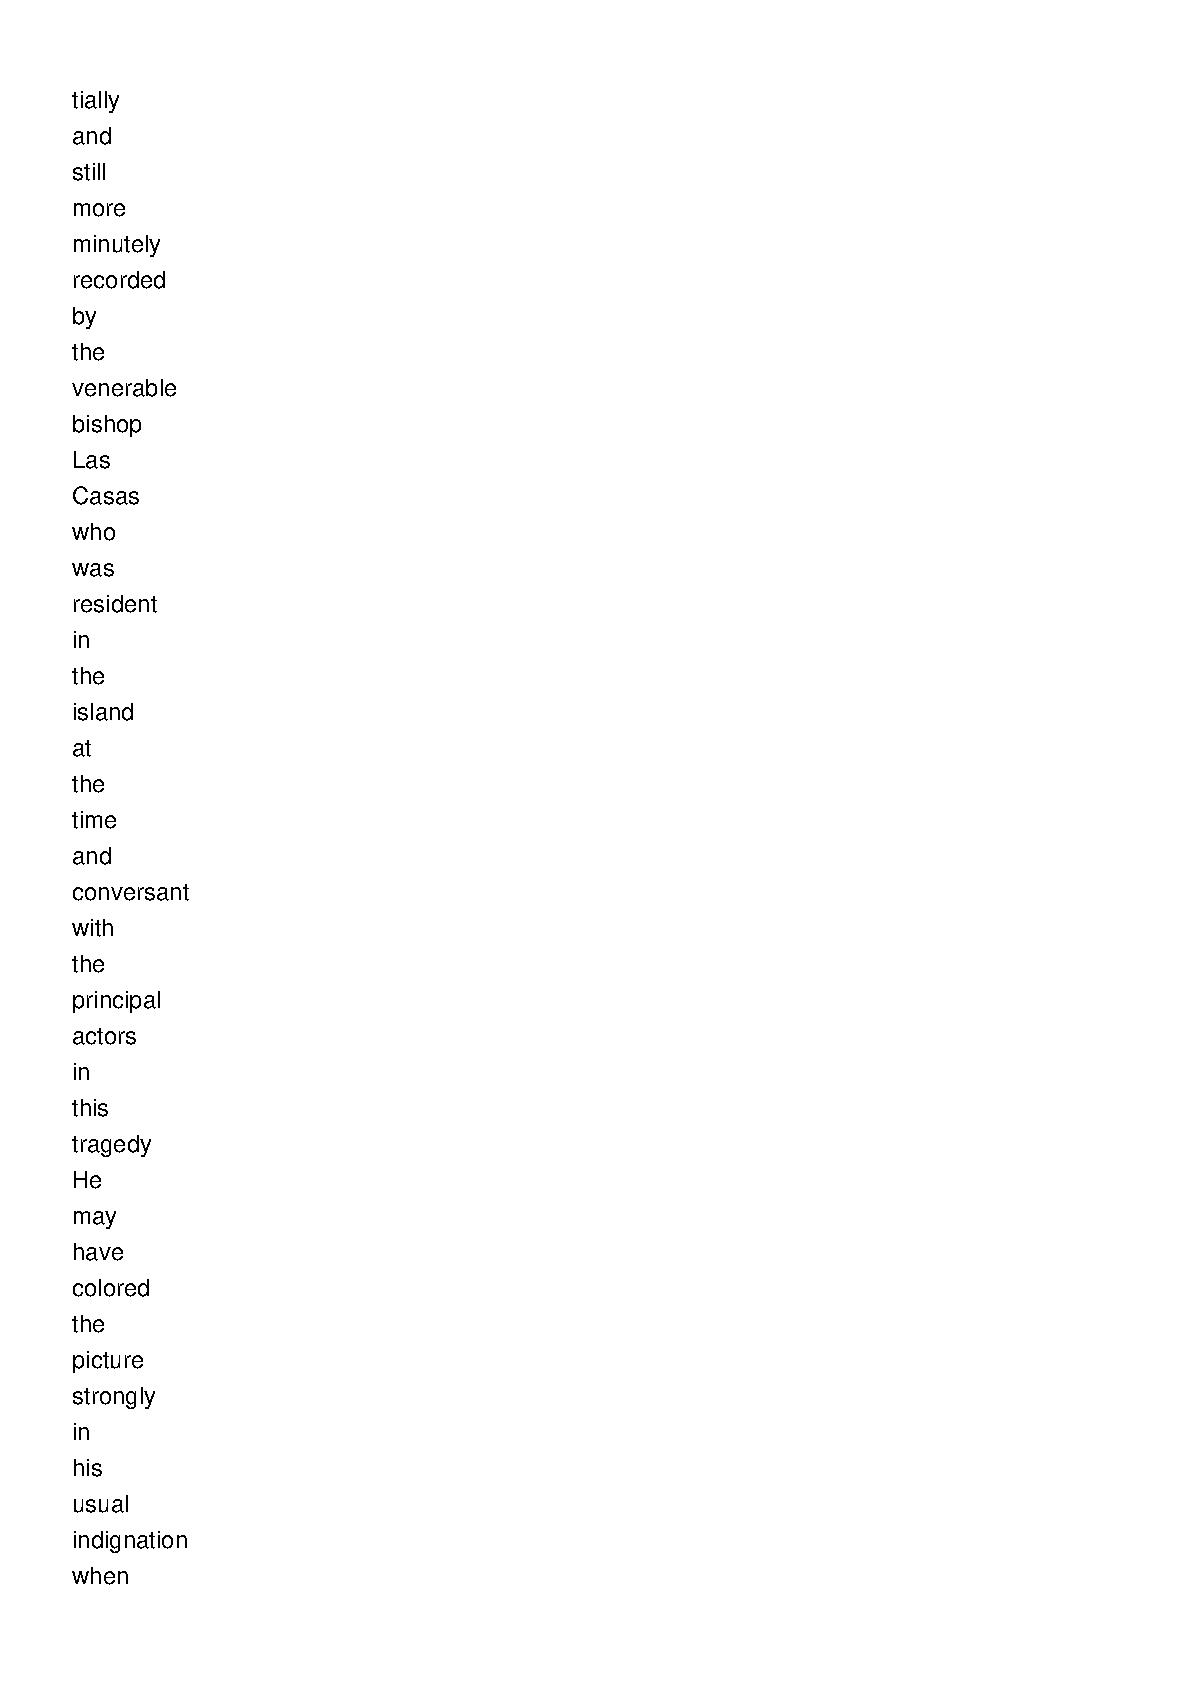 tially
and
still
more
minutely
recorded
by
the
venerable
bishop
Las
Casas
who
was
resident
in
the
island
at
the
time
and
conversant
with
the
principal
actors
in
this
tragedy
He
may
have
colored
the
picture
strongly
in
his
usual
indignation
when